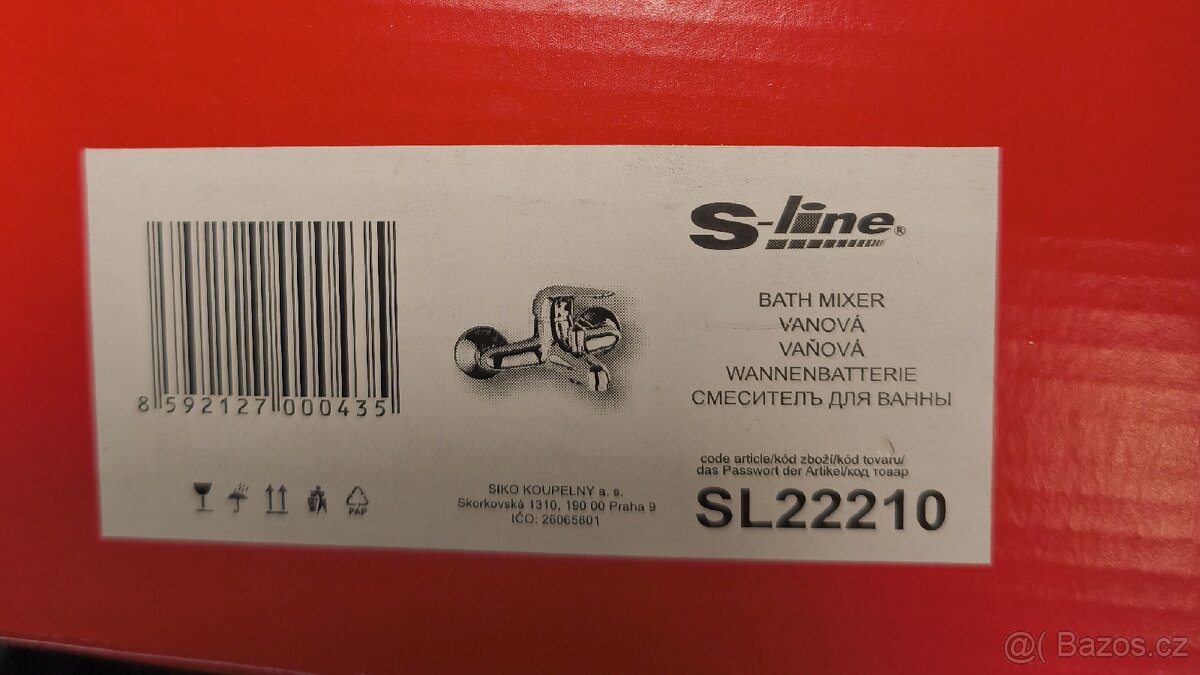 8 592127 000435
PAP
SIKO KOUPELNY a. s.
Skorkovská 1310, 190 00 Praha 9
IČO: 26065801
S-line®
BATH MIXER
VANOVÁ
VAŇOVÁ
WANNENBATTERIE
СМЕСИТЕЛЪ ДЛЯ ВАННЫ
code article/kód zboží/kód tovaru/
das Passwort der Artikel/код товар
SL22210
@( Bazos.cz